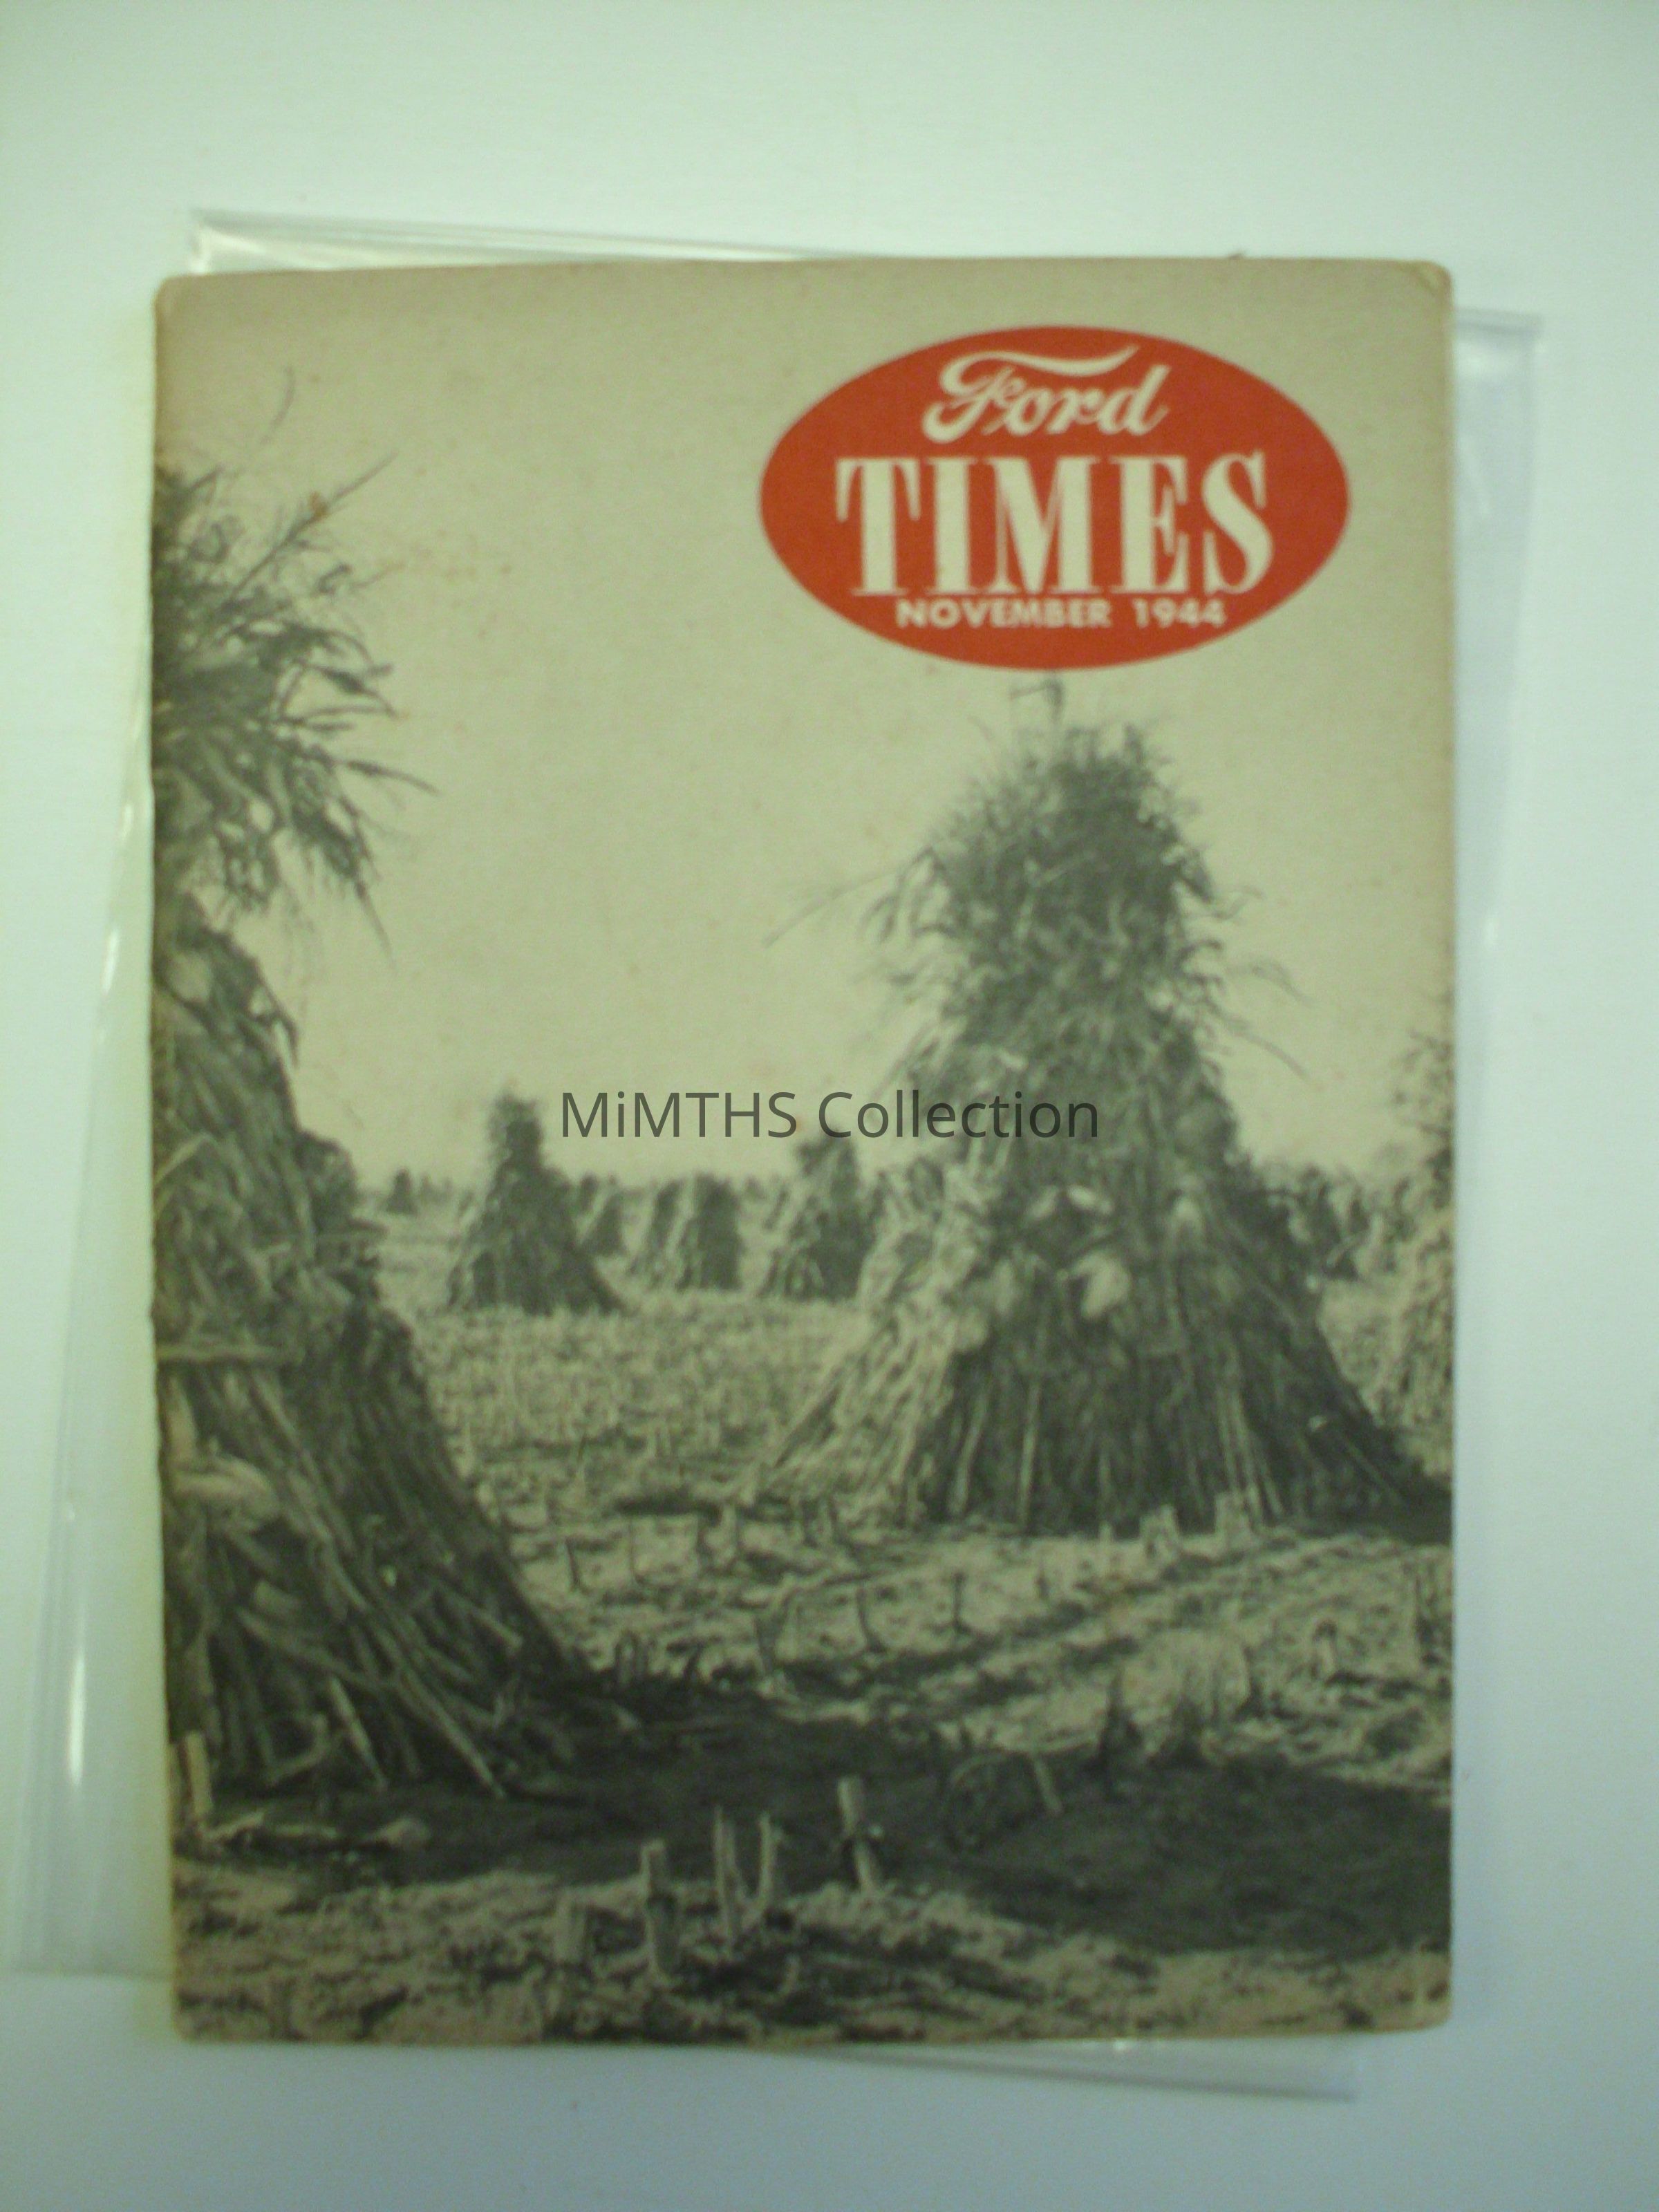 Ford
TIMES
NOVEMBER 1944
MiMTHS Collection